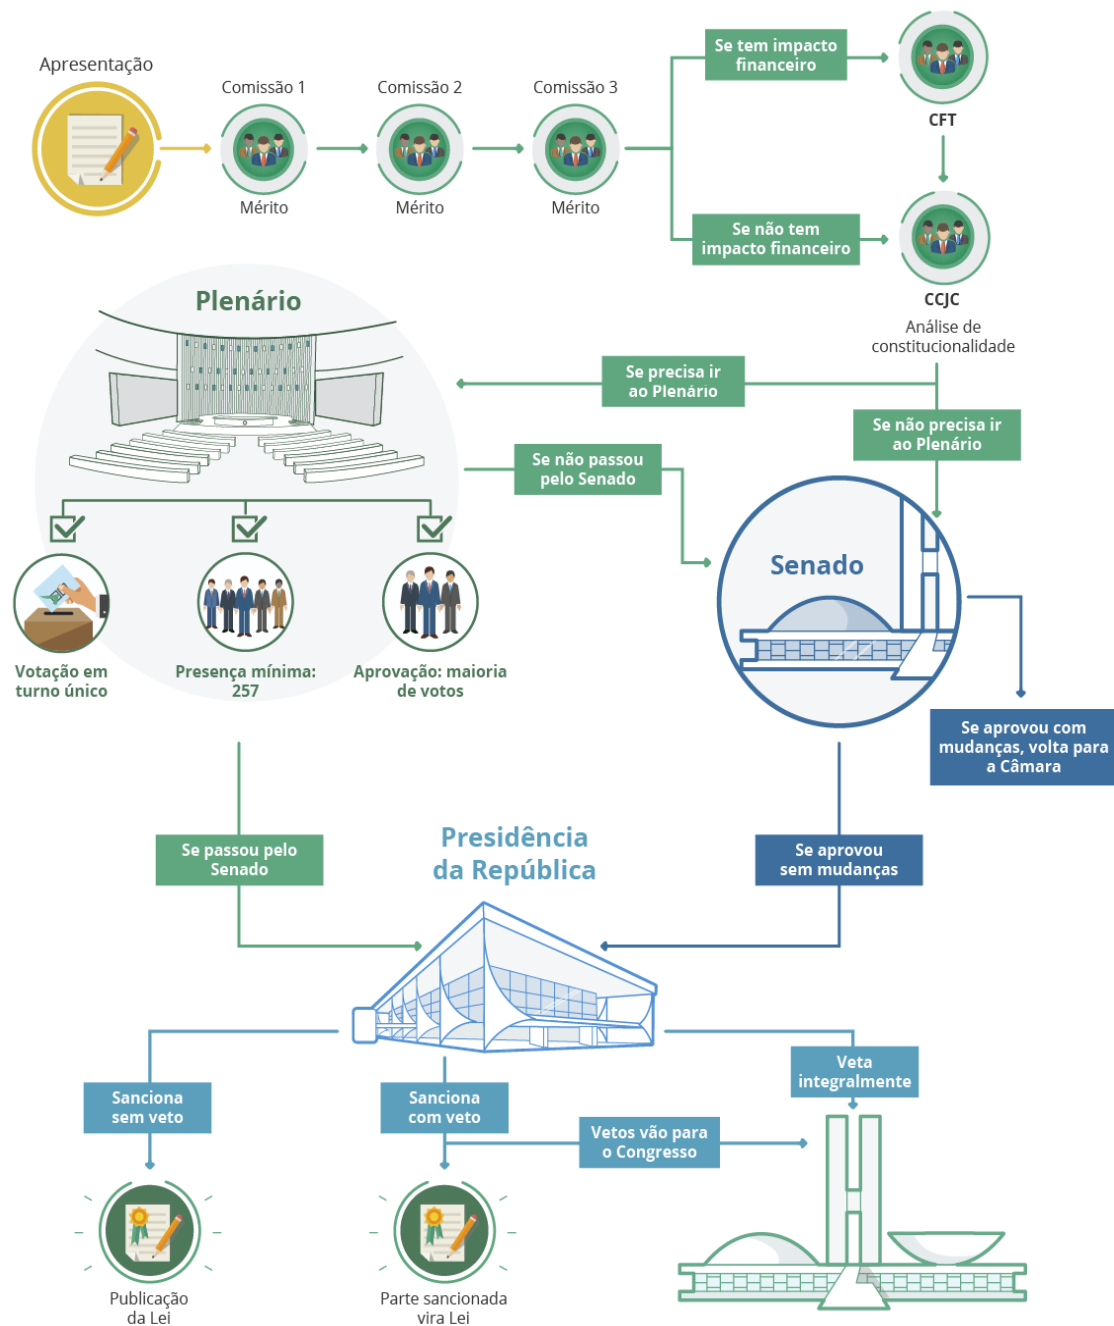 Apresentação
Comissão 1
Mérito
Comissão 2
Mérito
Comissão 3
Mérito
Se tem impacto
financeiro
CFT
Se não tem
impacto financeiro
CCJC
Análise de
constitucionalidade
Plenário
Se precisa ir
ao Plenário
Se não precisa ir
ao Plenário
Se não passou
pelo Senado
Votação em
turno único
Presença mínima:
257
Aprovação: maioria
de votos
Senado
Se aprovou com
mudanças, volta para
a Câmara
Se passou pelo
Senado
Presidência
da República
Se aprovou
sem mudanças
Sanciona
sem veto
Sanciona
com veto
Veta
integralmente
Vetos vão para
o Congresso
Publicação
da Lei
Parte sancionada
vira Lei